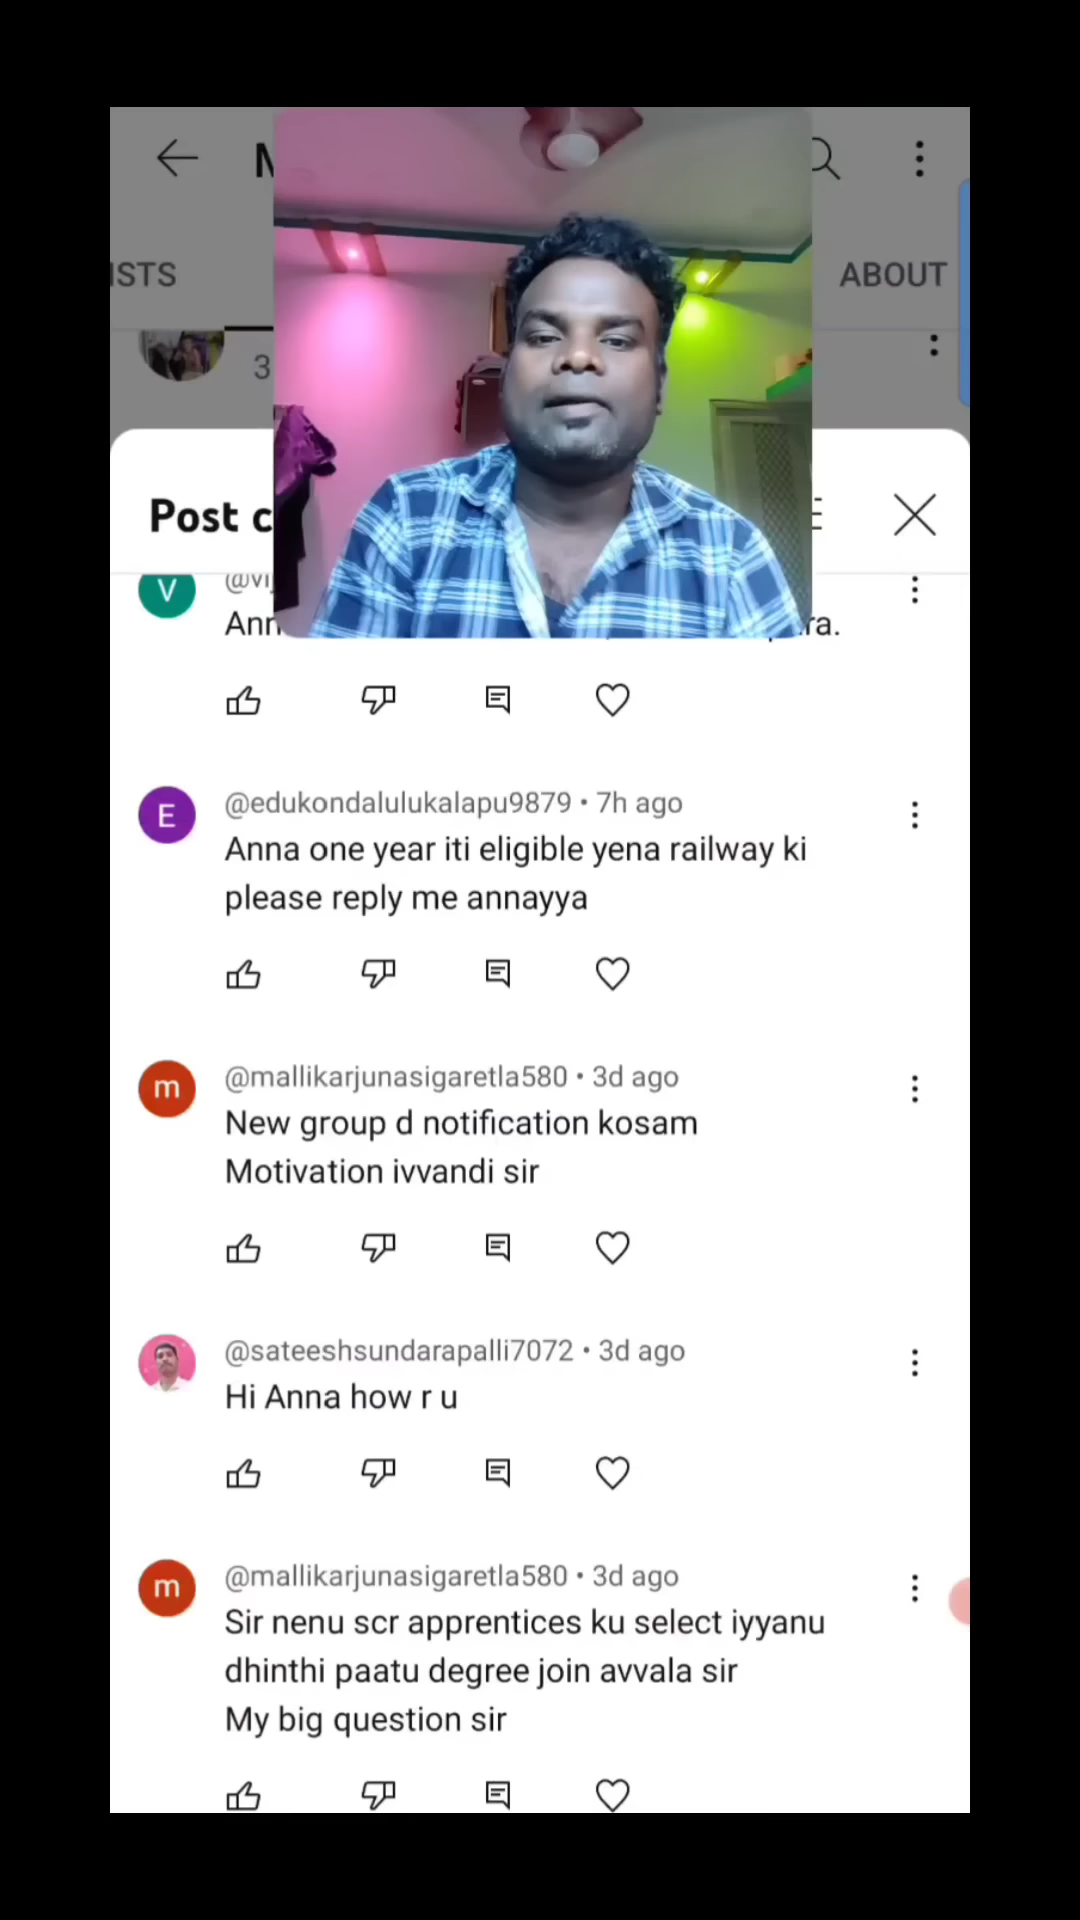 ISTS
ABOUT
3
Post c
V
Ann
ra.
E
@edukondalulukalapu9879 • 7h ago
Anna one year iti eligible yena railway ki
please reply me annayya
m
@mallikarjunasigaretla580 • 3d ago
New group d notification kosam
Motivation ivvandi sir
@sateeshsundarapalli7072 • 3d ago
Hi Anna how r u
m
@mallikarjunasigaretla580 • 3d ago
Sir nenu scr apprentices ku select iyyanu
dhinthi paatu degree join avvala sir
My big question sir